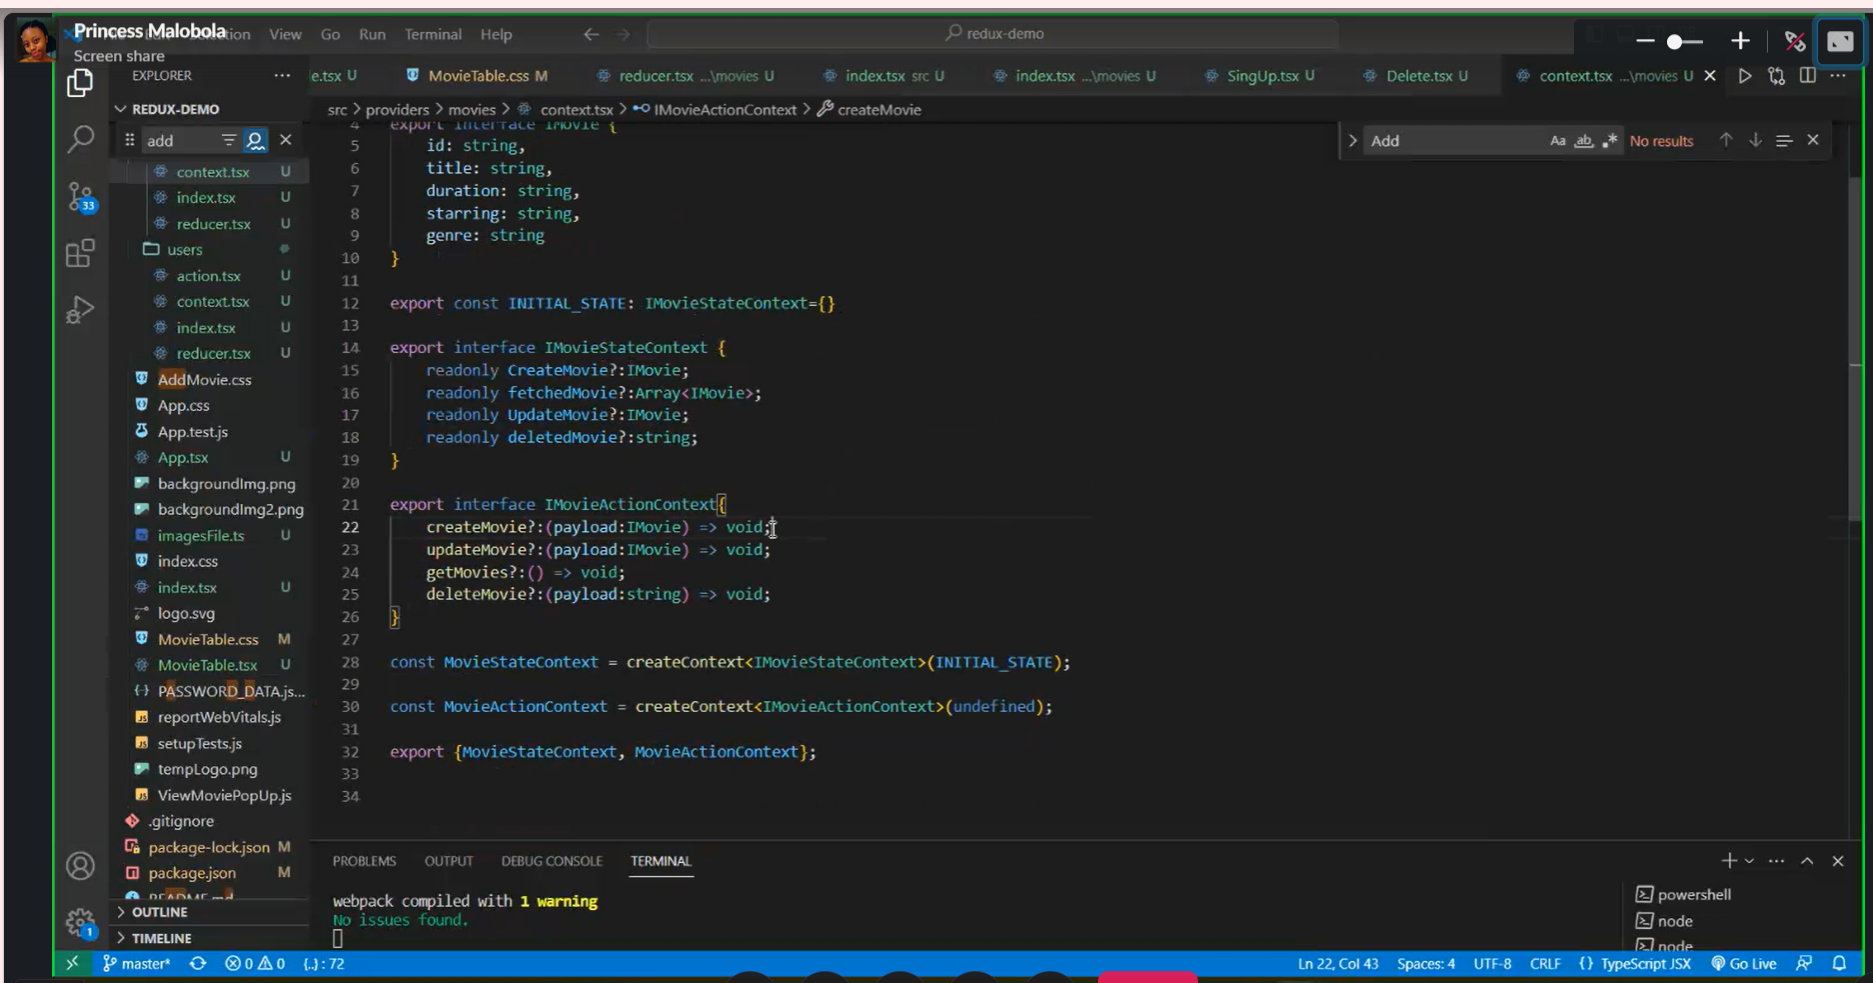 Princess Malobola
Screen share
Selection View Go Run Terminal Help
redux-demo
EXPLORER
e.tsx U
MovieTable.css M
reducer.tsx ...\movies U
index.tsx src U
index.tsx ...\movies U
SingUp.tsx U
Delete.tsx U
context.tsx ...\movies U
REDUX-DEMO
src > providers > movies > context.tsx > IMovieActionContext > createMovie
add
Add
Aa ab
No results
context.tsx U
index.tsx U
reducer.tsx U
users
action.tsx U
context.tsx U
index.tsx U
reducer.tsx U
AddMovie.css
App.css
App.test.js
App.tsx U
backgroundImg.png
backgroundImg2.png
imagesFile.ts U
index.css
index.tsx U
logo.svg
MovieTable.css M
MovieTable.tsx U
PASSWORD_DATA.js...
reportWebVitals.js
setupTests.js
tempLogo.png
ViewMoviePopUp.js
.gitignore
package-lock.json M
package.json M
README.md
OUTLINE
TIMELINE
33
1
4 export interface IMovie {
5 id: string,
6 title: string,
7 duration: string,
8 starring: string,
9 genre: string
10 }
11
12 export const INITIAL_STATE: IMovieStateContext={}
13
14 export interface IMovieStateContext {
15 readonly CreateMovie?:IMovie;
16 readonly fetchedMovie?:Array<IMovie>;
17 readonly UpdateMovie?:IMovie;
18 readonly deletedMovie?:string;
19 }
20
21 export interface IMovieActionContext{
22 createMovie?:(payload:IMovie) => void;
23 updateMovie?:(payload:IMovie) => void;
24 getMovies?:() => void;
25 deleteMovie?:(payload:string) => void;
26 }
27
28 const MovieStateContext = createContext<IMovieStateContext>(INITIAL_STATE);
29
30 const MovieActionContext = createContext<IMovieActionContext>(undefined);
31
32 export {MovieStateContext, MovieActionContext};
33
34
PROBLEMS OUTPUT DEBUG CONSOLE TERMINAL
webpack compiled with 1 warning
No issues found.
powershell
node
node
master* 0 0 {..} : 72
Ln 22, Col 43 Spaces: 4 UTF-8 CRLF {} TypeScript JSX Go Live